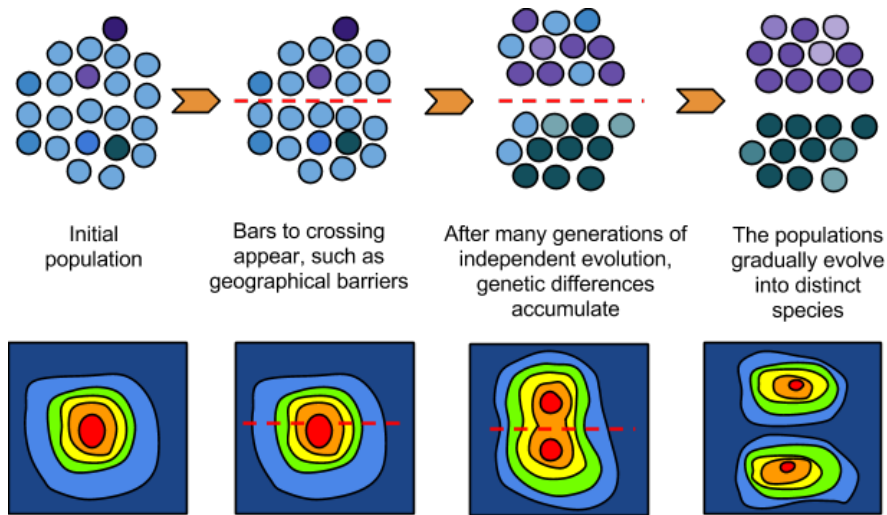 Initial
population
Bars to crossing
appear, such as
geographical barriers
After many generations of
independent evolution,
genetic differences
accumulate
The populations
gradually evolve
into distinct
species